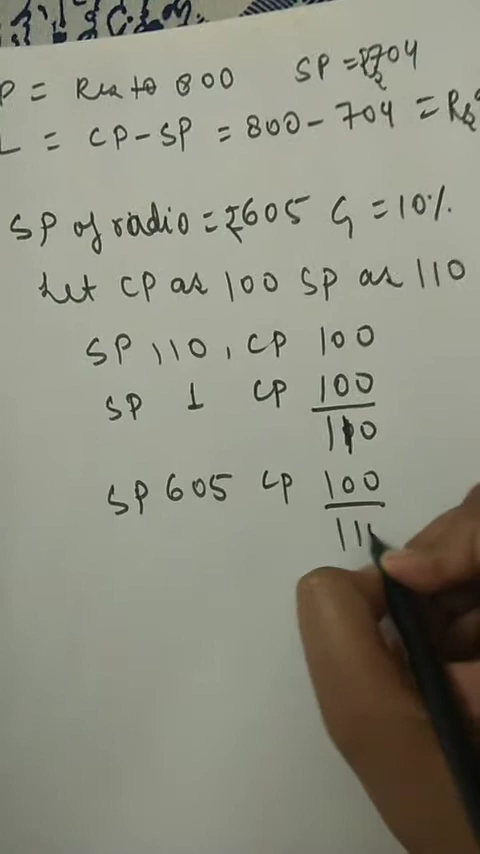 P = Rs 800 SP = ₹704
L = CP-SP = 800-704 = Rs
SP of radio = ₹605 G = 10%.
Let CP as 100 SP as 110
SP 110, CP 100
SP 1 CP 100
110
SP 605 CP 100
11